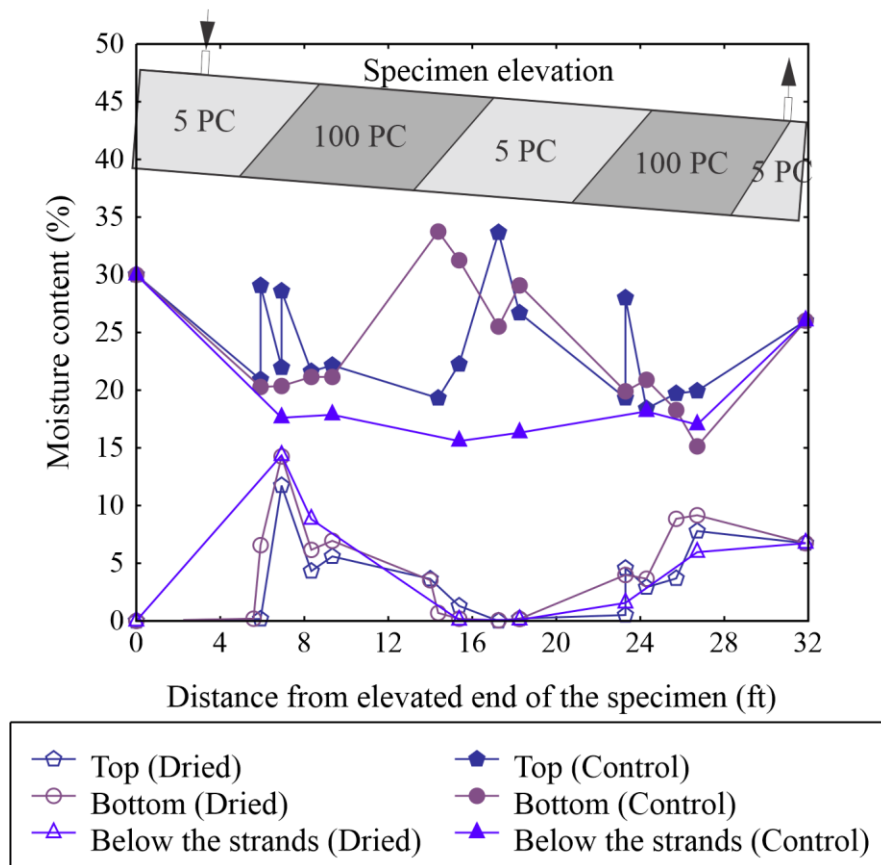 50
Specimen elevation
45
5 PC
100 PC
5 PC
100 PC
5 PC
40
35
30
25
20
15
10
5
0
Moisture content (%)
0 4 8 12 16 20 24 28 32
Distance from elevated end of the specimen (ft)
Top (Dried) Top (Control)
Bottom (Dried) Bottom (Control)
Below the strands (Dried) Below the strands (Control)